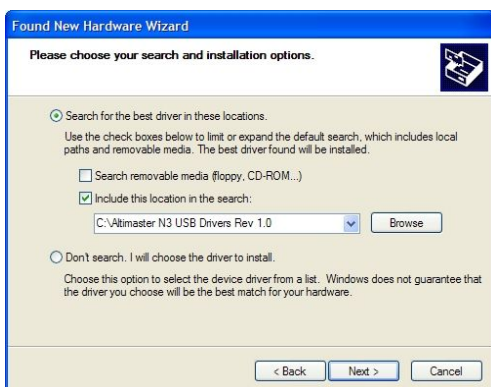 Found New Hardware Wizard
Please choose your search and installation options.
Search for the best driver in these locations.
Use the check boxes below to limit or expand the default search, which includes local
paths and removable media. The best driver found will be installed.
Search removable media (floppy, CD-ROM...)
Include this location in the search:
C:\Altimaster N3 USB Drivers Rev 1.0
Browse
Don't search. I will choose the driver to install.
Choose this option to select the device driver from a list. Windows does not guarantee that
the driver you choose will be the best match for your hardware.
< Back
Next >
Cancel